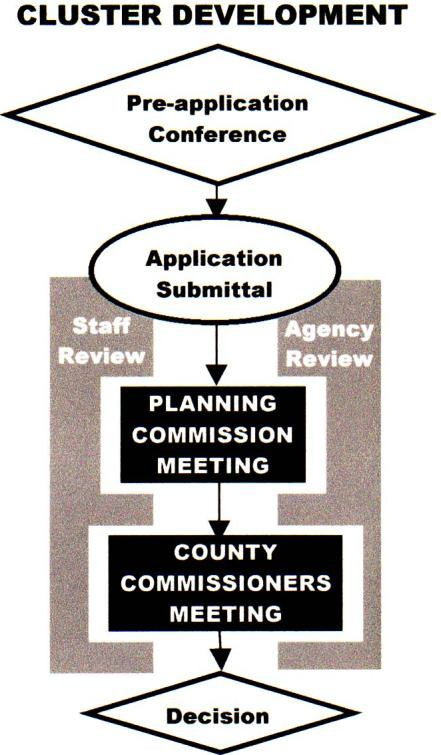 CLUSTER DEVELOPMENT
Pre-application
Conference
Application
Submittal
Staff
Review
Agency
Review
PLANNING
COMMISSION
MEETING
COUNTY
COMMISSIONERS
MEETING
Decision